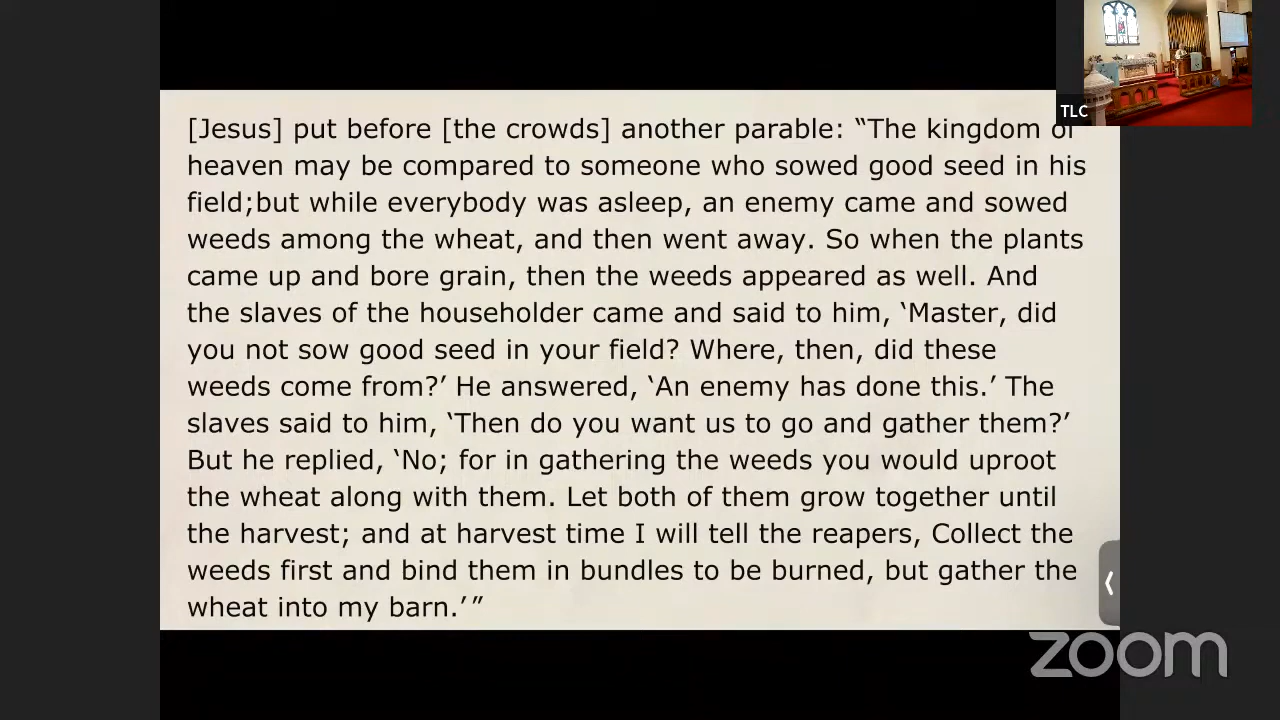 [Jesus] put before [the crowds] another parable: “The kingdom of
heaven may be compared to someone who sowed good seed in his
field;but while everybody was asleep, an enemy came and sowed
weeds among the wheat, and then went away. So when the plants
came up and bore grain, then the weeds appeared as well. And
the slaves of the householder came and said to him, ‘Master, did
you not sow good seed in your field? Where, then, did these
weeds come from?’ He answered, ‘An enemy has done this.’ The
slaves said to him, ‘Then do you want us to go and gather them?’
But he replied, ‘No; for in gathering the weeds you would uproot
the wheat along with them. Let both of them grow together until
the harvest; and at harvest time I will tell the reapers, Collect the
weeds first and bind them in bundles to be burned, but gather the
wheat into my barn.’ ”
TLC
zoom